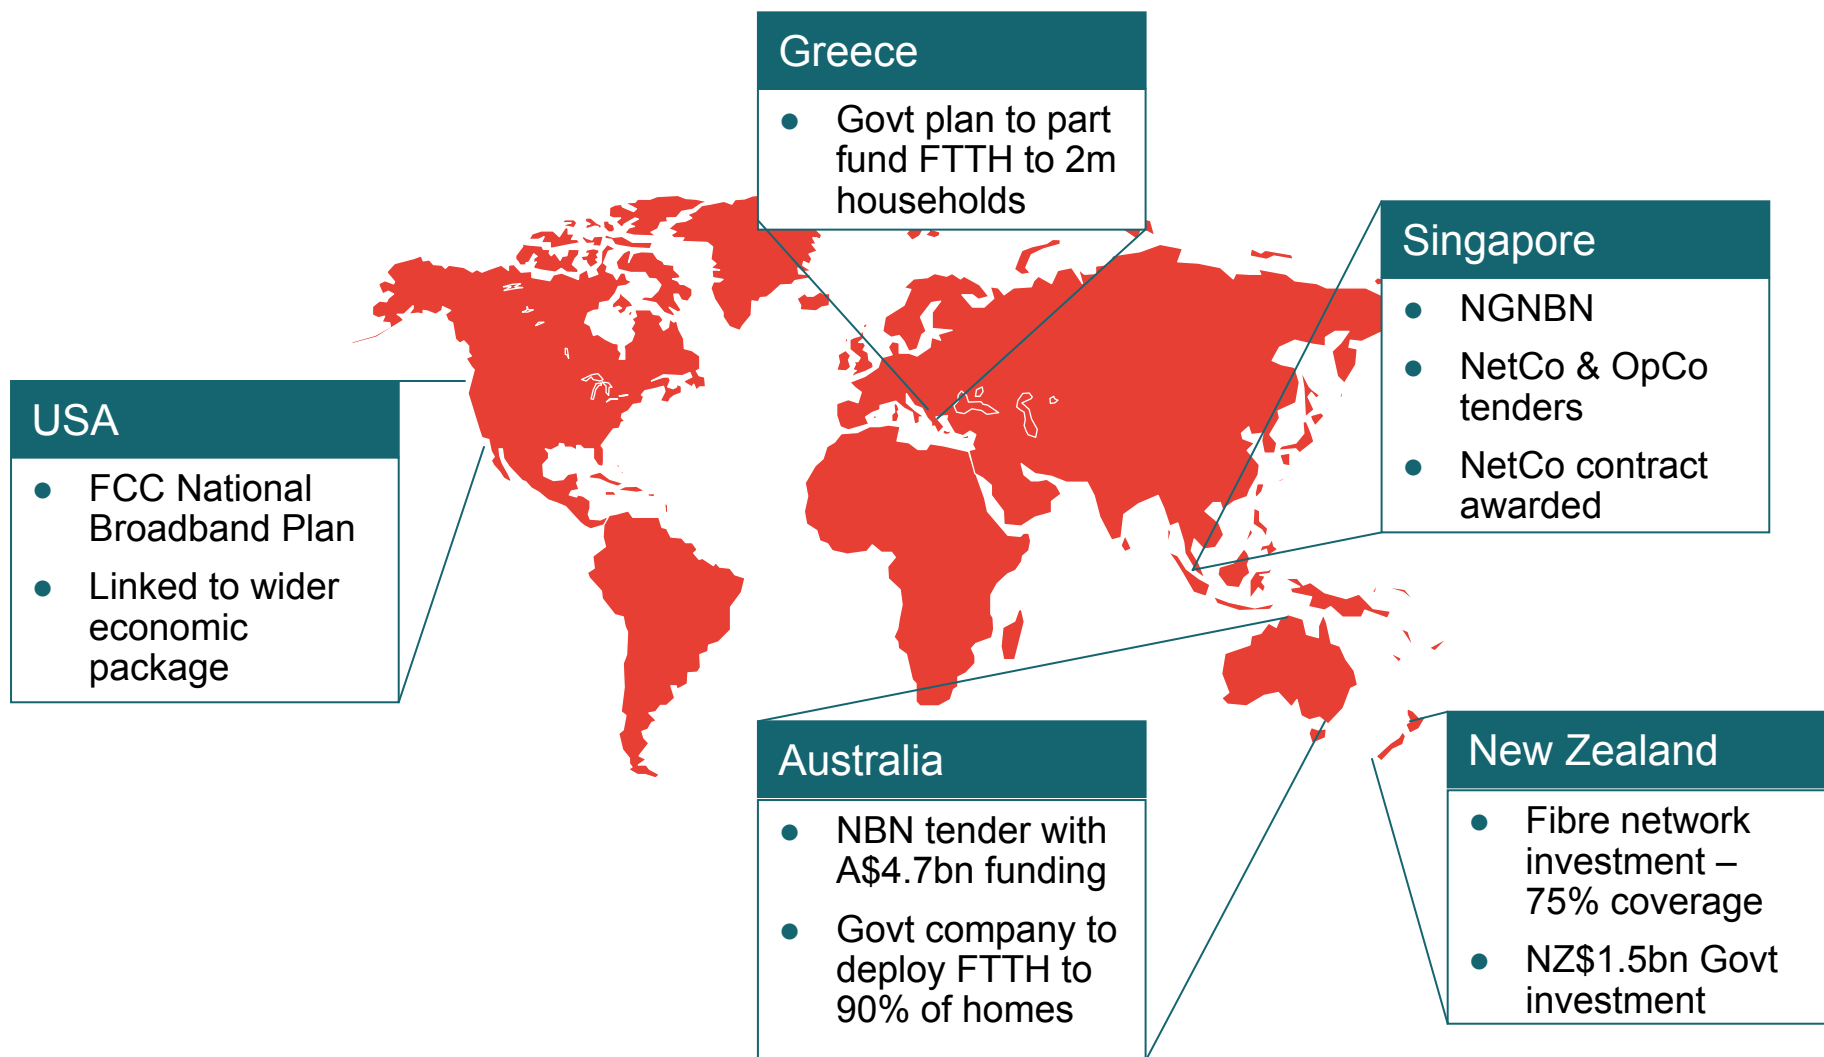 Greece
● Govt plan to part
fund FTTH to 2m
households
Singapore
● NGNBN
● NetCo & OpCo
tenders
● NetCo contract
awarded
USA
● FCC National
Broadband Plan
● Linked to wider
economic
package
Australia
● NBN tender with
A$4.7bn funding
● Govt company to
deploy FTTH to
90% of homes
New Zealand
● Fibre network
investment –
75% coverage
● NZ$1.5bn Govt
investment